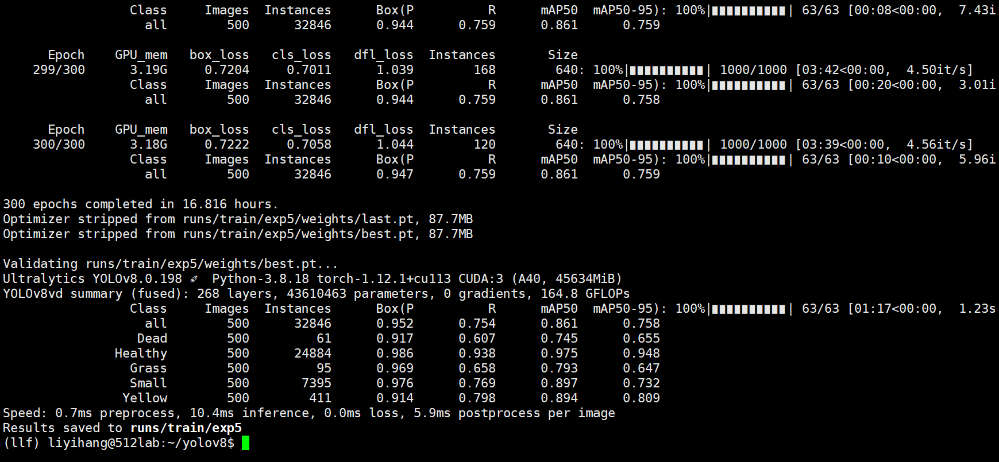 Class Images Instances Box(P R mAP50 mAP50-95): 100%|██████████| 63/63 [00:08<00:00, 7.43i
all 500 32846 0.944 0.759 0.861 0.759
Epoch GPU_mem box_loss cls_loss dfl_loss Instances Size
299/300 3.19G 0.7204 0.7011 1.039 168 640: 100%|██████████| 1000/1000 [03:42<00:00, 4.50it/s]
Class Images Instances Box(P R mAP50 mAP50-95): 100%|██████████| 63/63 [00:20<00:00, 3.01i
all 500 32846 0.944 0.759 0.861 0.758
Epoch GPU_mem box_loss cls_loss dfl_loss Instances Size
300/300 3.18G 0.7222 0.7058 1.044 120 640: 100%|██████████| 1000/1000 [03:39<00:00, 4.56it/s]
Class Images Instances Box(P R mAP50 mAP50-95): 100%|██████████| 63/63 [00:10<00:00, 5.96i
all 500 32846 0.947 0.759 0.861 0.759
300 epochs completed in 16.816 hours.
Optimizer stripped from runs/train/exp5/weights/last.pt, 87.7MB
Optimizer stripped from runs/train/exp5/weights/best.pt, 87.7MB
Validating runs/train/exp5/weights/best.pt...
Ultralytics YOLOv8.0.198 🚀 Python-3.8.18 torch-1.12.1+cu113 CUDA:3 (A40, 45634MiB)
YOLOv8vd summary (fused): 268 layers, 43610463 parameters, 0 gradients, 164.8 GFLOPs
Class Images Instances Box(P R mAP50 mAP50-95): 100%|██████████| 63/63 [01:17<00:00, 1.23s
all 500 32846 0.952 0.754 0.861 0.758
Dead 500 61 0.917 0.607 0.745 0.655
Healthy 500 24884 0.986 0.938 0.975 0.948
Grass 500 95 0.969 0.658 0.793 0.647
Small 500 7395 0.976 0.769 0.897 0.732
Yellow 500 411 0.914 0.798 0.894 0.809
Speed: 0.7ms preprocess, 10.4ms inference, 0.0ms loss, 5.9ms postprocess per image
Results saved to runs/train/exp5
(llf) liyihang@512lab:~/yolov8$